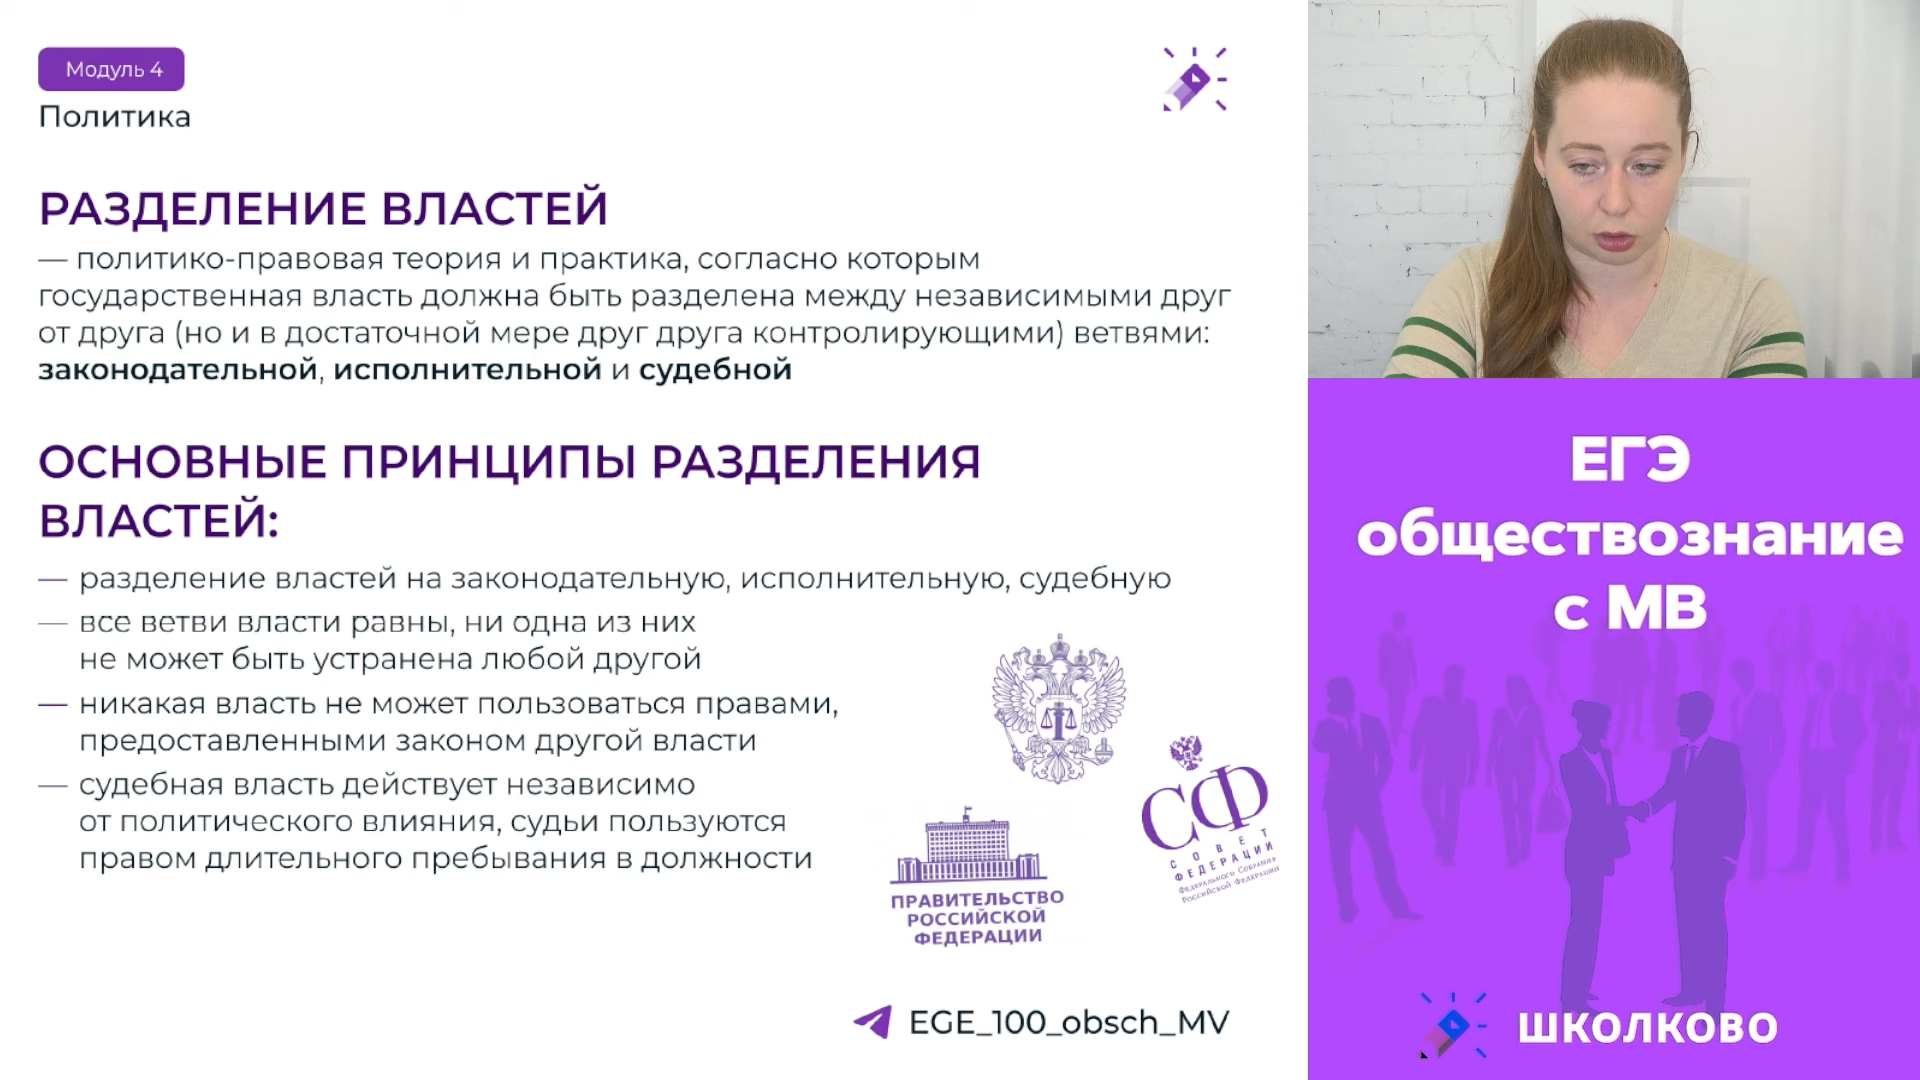 Модуль 4
Политика
РАЗДЕЛЕНИЕ ВЛАСТЕЙ
— политико-правовая теория и практика, согласно которым
государственная власть должна быть разделена между независимыми друг
от друга (но и в достаточной мере друг друга контролирующими) ветвями:
законодательной, исполнительной и судебной
ОСНОВНЫЕ ПРИНЦИПЫ РАЗДЕЛЕНИЯ
ВЛАСТЕЙ:
— разделение властей на законодательную, исполнительную, судебную
— все ветви власти равны, ни одна из них
не может быть устранена любой другой
— никакая власть не может пользоваться правами,
предоставленными законом другой власти
— судебная власть действует независимо
от политического влияния, судьи пользуются
правом длительного пребывания в должности
СФ
СОВЕТ
ФЕДЕРАЦИИ
Федерального Собрания
Российской Федерации
ПРАВИТЕЛЬСТВО
РОССИЙСКОЙ
ФЕДЕРАЦИИ
EGE_100_obsch_MV
ЕГЭ
обществознание
с МВ
ШКОЛКОВО